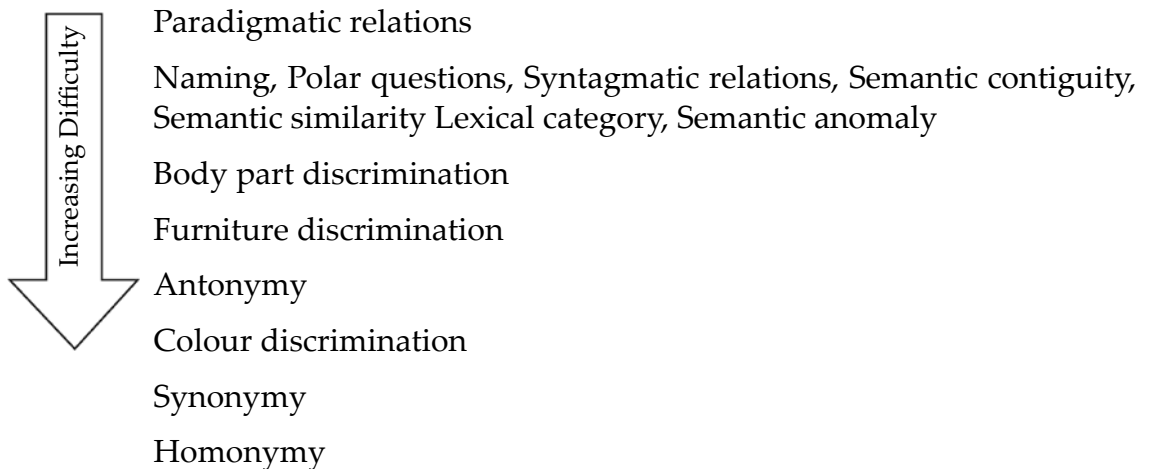 Increasing Difficulty
Paradigmatic relations
Naming, Polar questions, Syntagmatic relations, Semantic contiguity,
Semantic similarity Lexical category, Semantic anomaly
Body part discrimination
Furniture discrimination
Antonymy
Colour discrimination
Synonymy
Homonymy